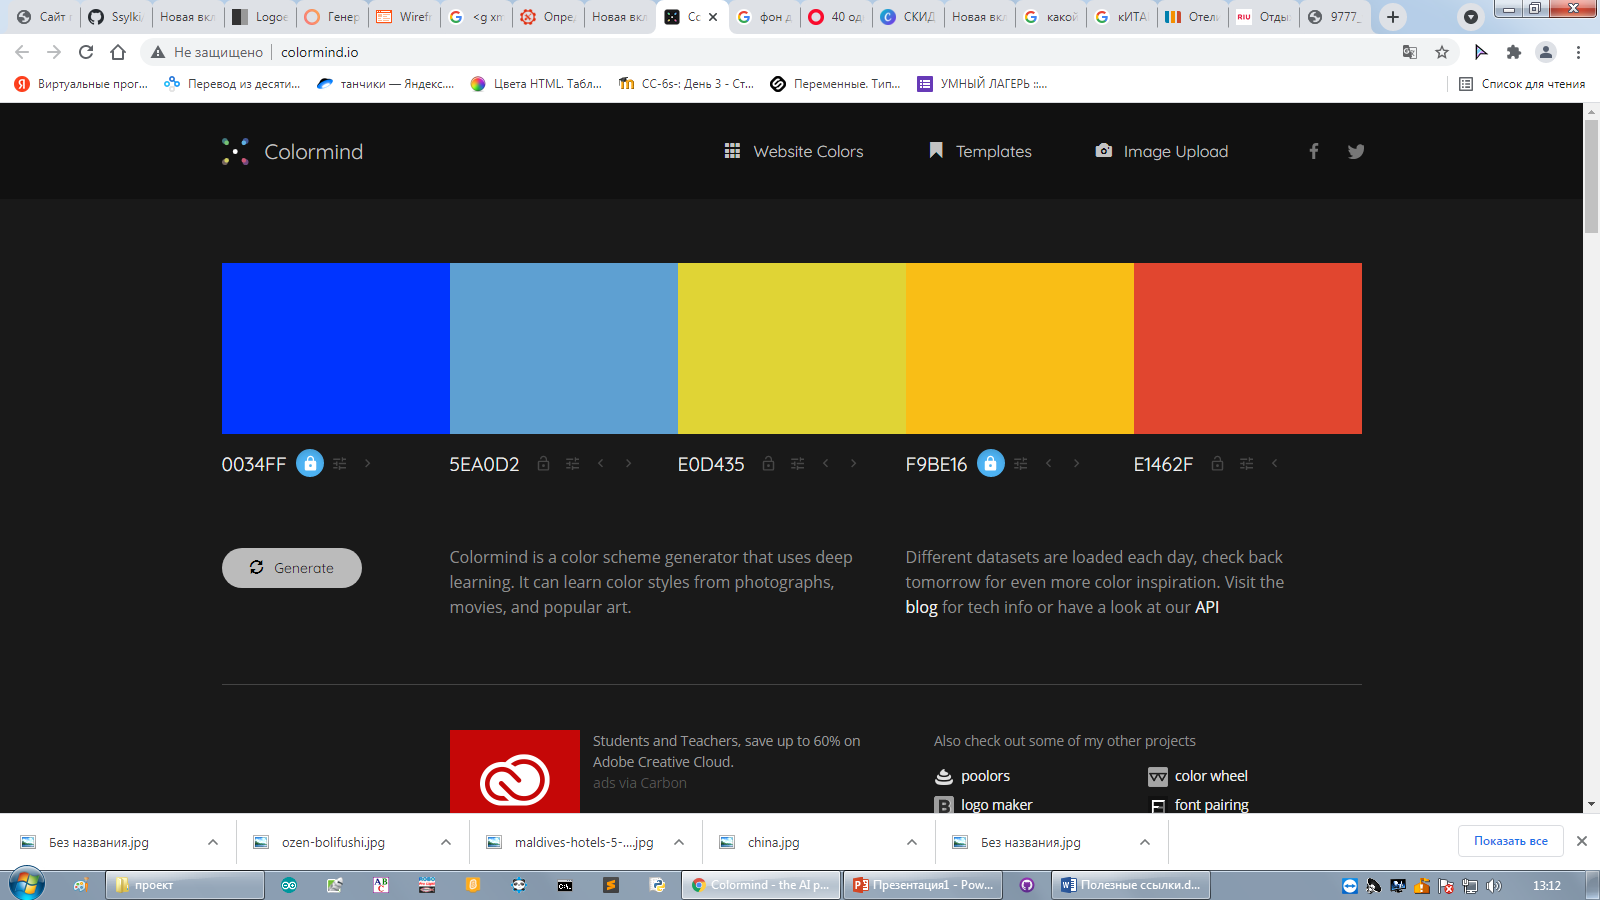 Сайт
Ssylki
Новая вкл
Logoe
Генер
Wirefr
<g xm
Опред
Новая вкл
Co
фон д
40 од
СКИД
Новая вкл
какой
кИТА
Отели
Отды
9777_
Не защищено
colormind.io
Виртуальные прог...
Перевод из десяти...
танчики — Яндекс....
Цвета HTML. Табл...
СС-6s-: День 3 - Ст...
Переменные. Тип...
УМНЫЙ ЛАГЕРЬ ::...
Список для чтения
Colormind
Website Colors
Templates
Image Upload
0034FF
5EA0D2
E0D435
F9BE16
E1462F
Generate
Colormind is a color scheme generator that uses deep
learning. It can learn color styles from photographs,
movies, and popular art.
Different datasets are loaded each day, check back
tomorrow for even more color inspiration. Visit the
blog for tech info or have a look at our API
Students and Teachers, save up to 60% on
Adobe Creative Cloud.
ads via Carbon
Also check out some of my other projects
poolors
color wheel
logo maker
font pairing
Без названия.jpg
ozen-bolifushi.jpg
maldives-hotels-5-....jpg
china.jpg
Без названия.jpg
Показать все
проект
Colormind - the AI p...
Презентация1 - Pow...
Полезные ссылки.d...
13:12